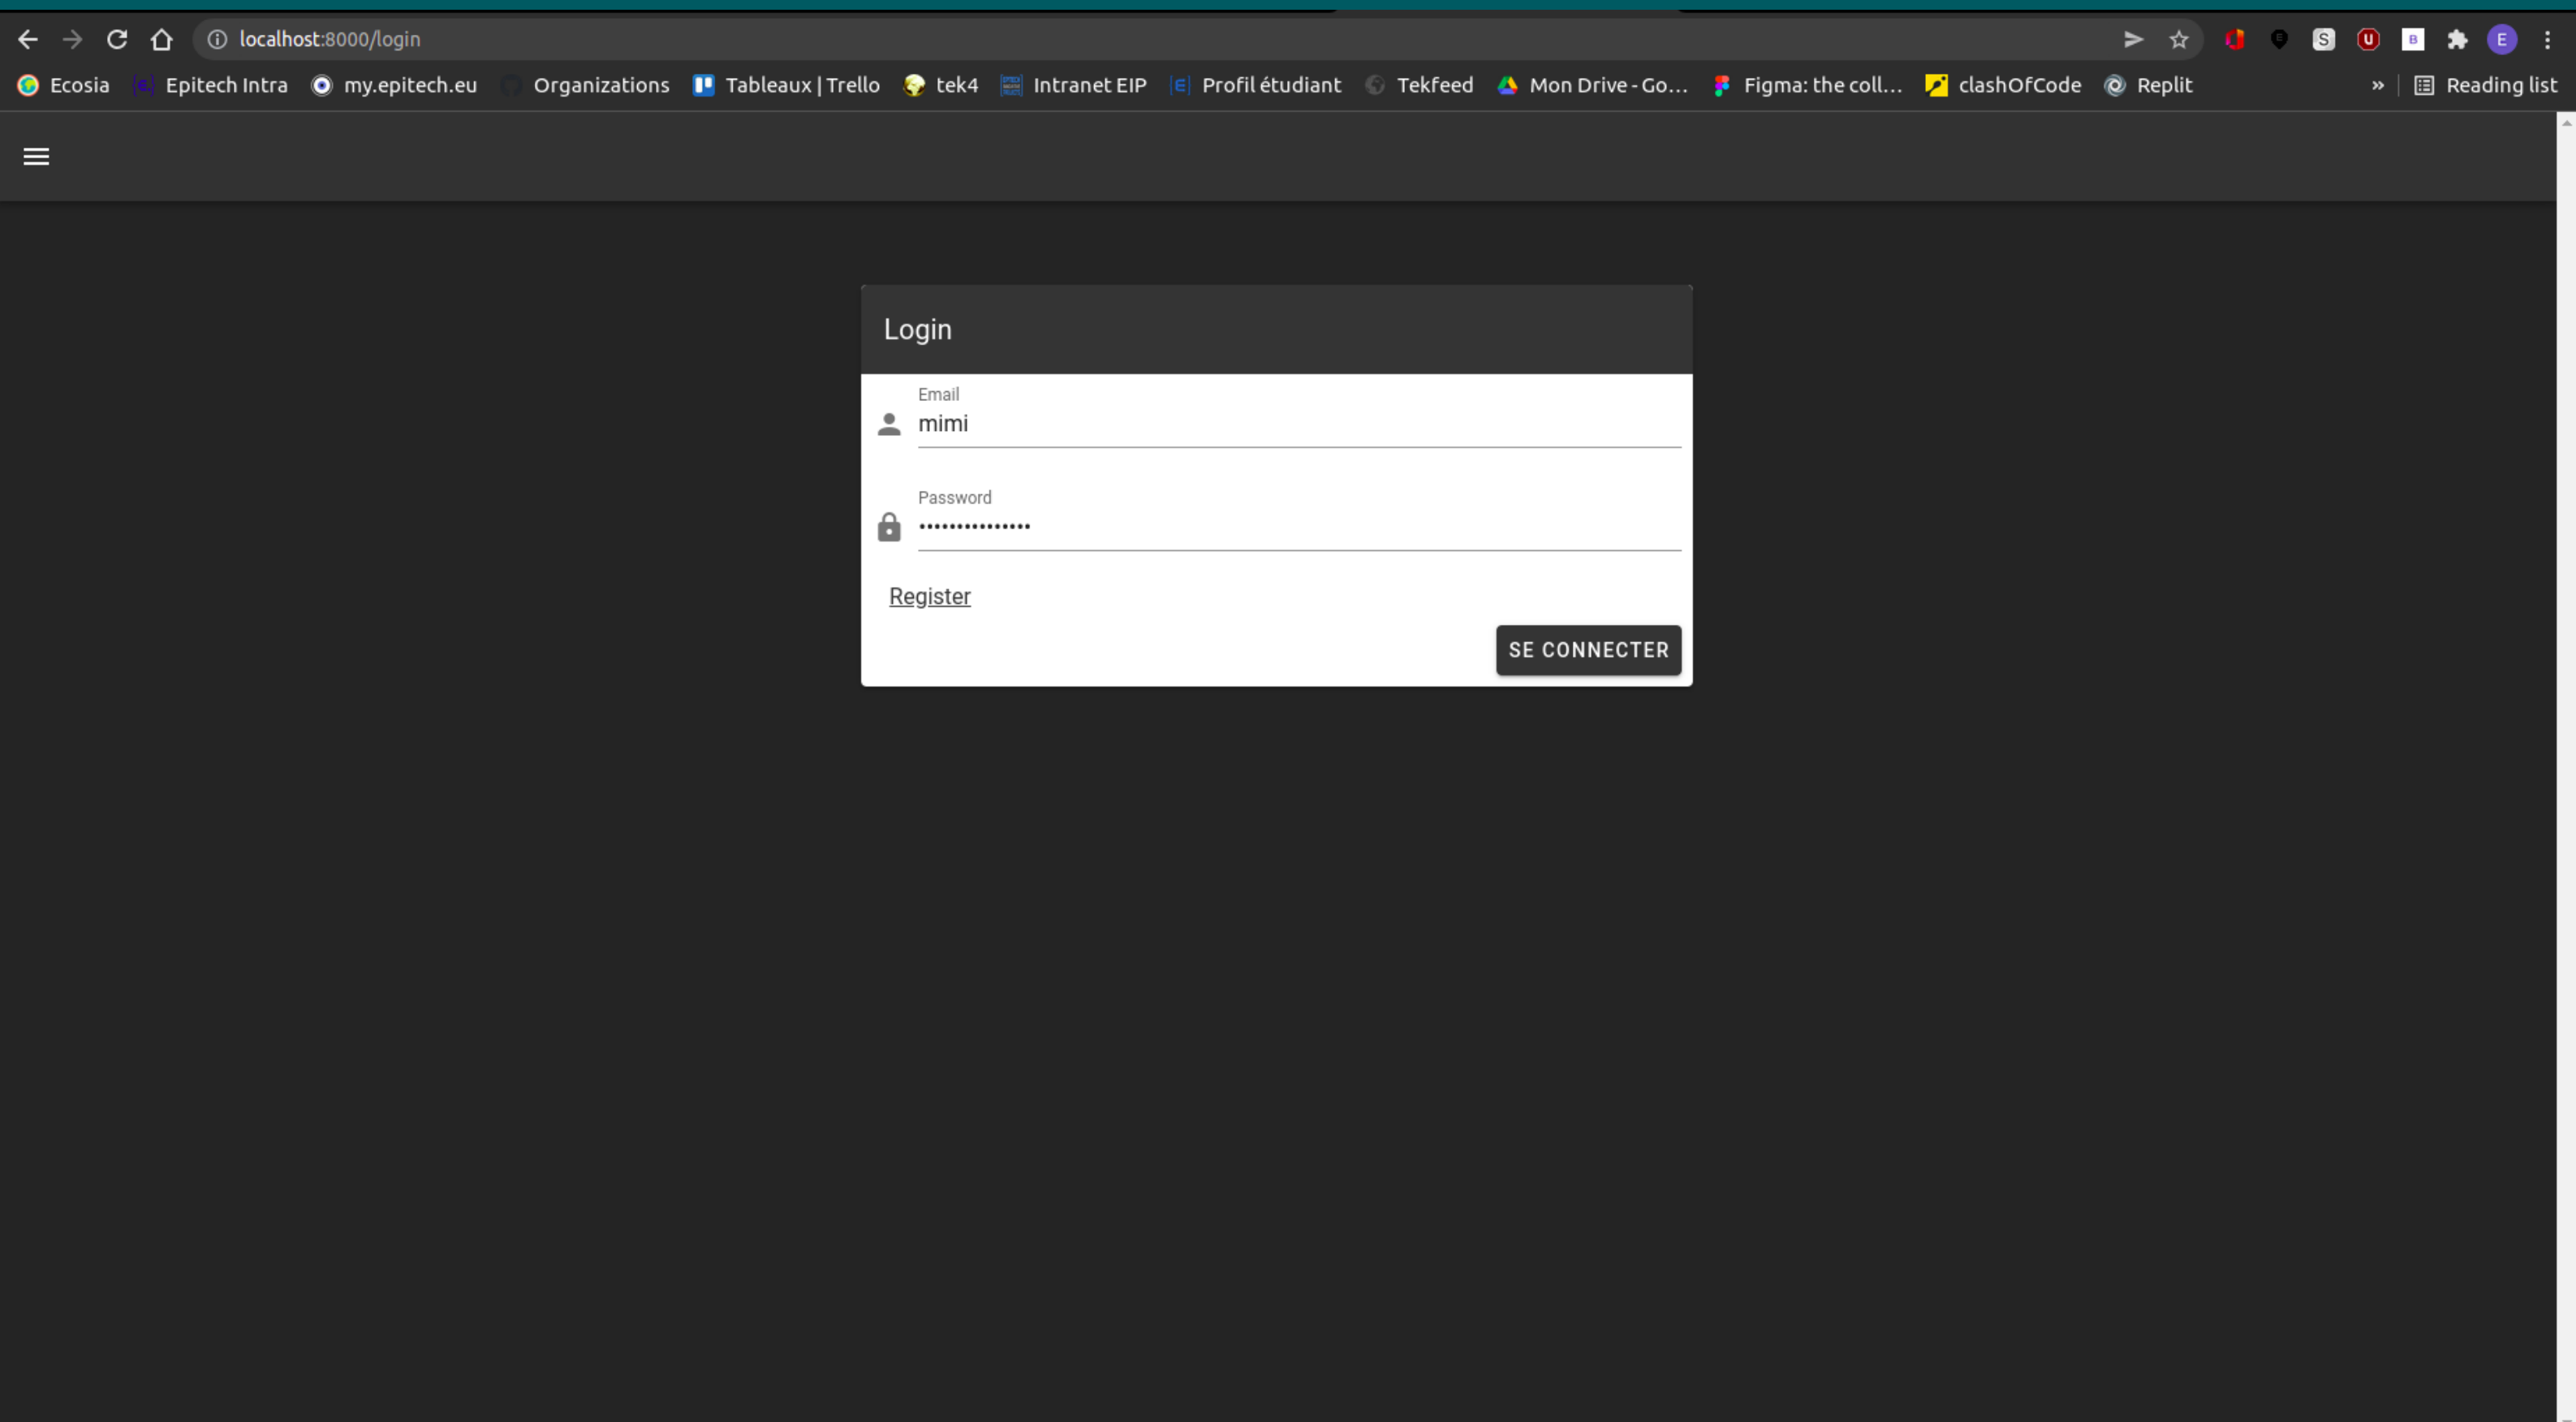 localhost:8000/login
Ecosia Epitech Intra my.epitech.eu Organizations Tableaux | Trello tek4 Intranet EIP Profil étudiant Tekfeed Mon Drive - Go... Figma: the coll... clashOfCode Replit » Reading list
Login
Email
mimi
Password
•••••••••••••••
Register
SE CONNECTER